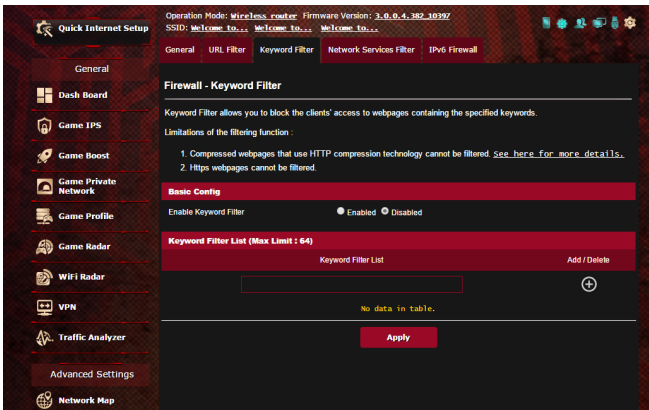 Quick Internet Setup
General
Dash Board
Game IPS
Game Boost
Game Private
Network
Game Profile
Game Radar
WiFi Radar
VPN
Traffic Analyzer
Advanced Settings
Network Map
Operation Mode: Wireless router Firmware Version: 3.0.0.4.382_10397
SSID: Welcome to... Welcome to... Welcome to...
General URL Filter Keyword Filter Network Services Filter IPv6 Firewall
Firewall - Keyword Filter
Keyword Filter allows you to block the clients' access to webpages containing the specified keywords.
Limitations of the filtering function :
1. Compressed webpages that use HTTP compression technology cannot be filtered. See here for more details.
2. Https webpages cannot be filtered.
Basic Config
Enable Keyword Filter Enabled Disabled
Keyword Filter List (Max Limit : 64)
Keyword Filter List Add / Delete
No data in table.
Apply